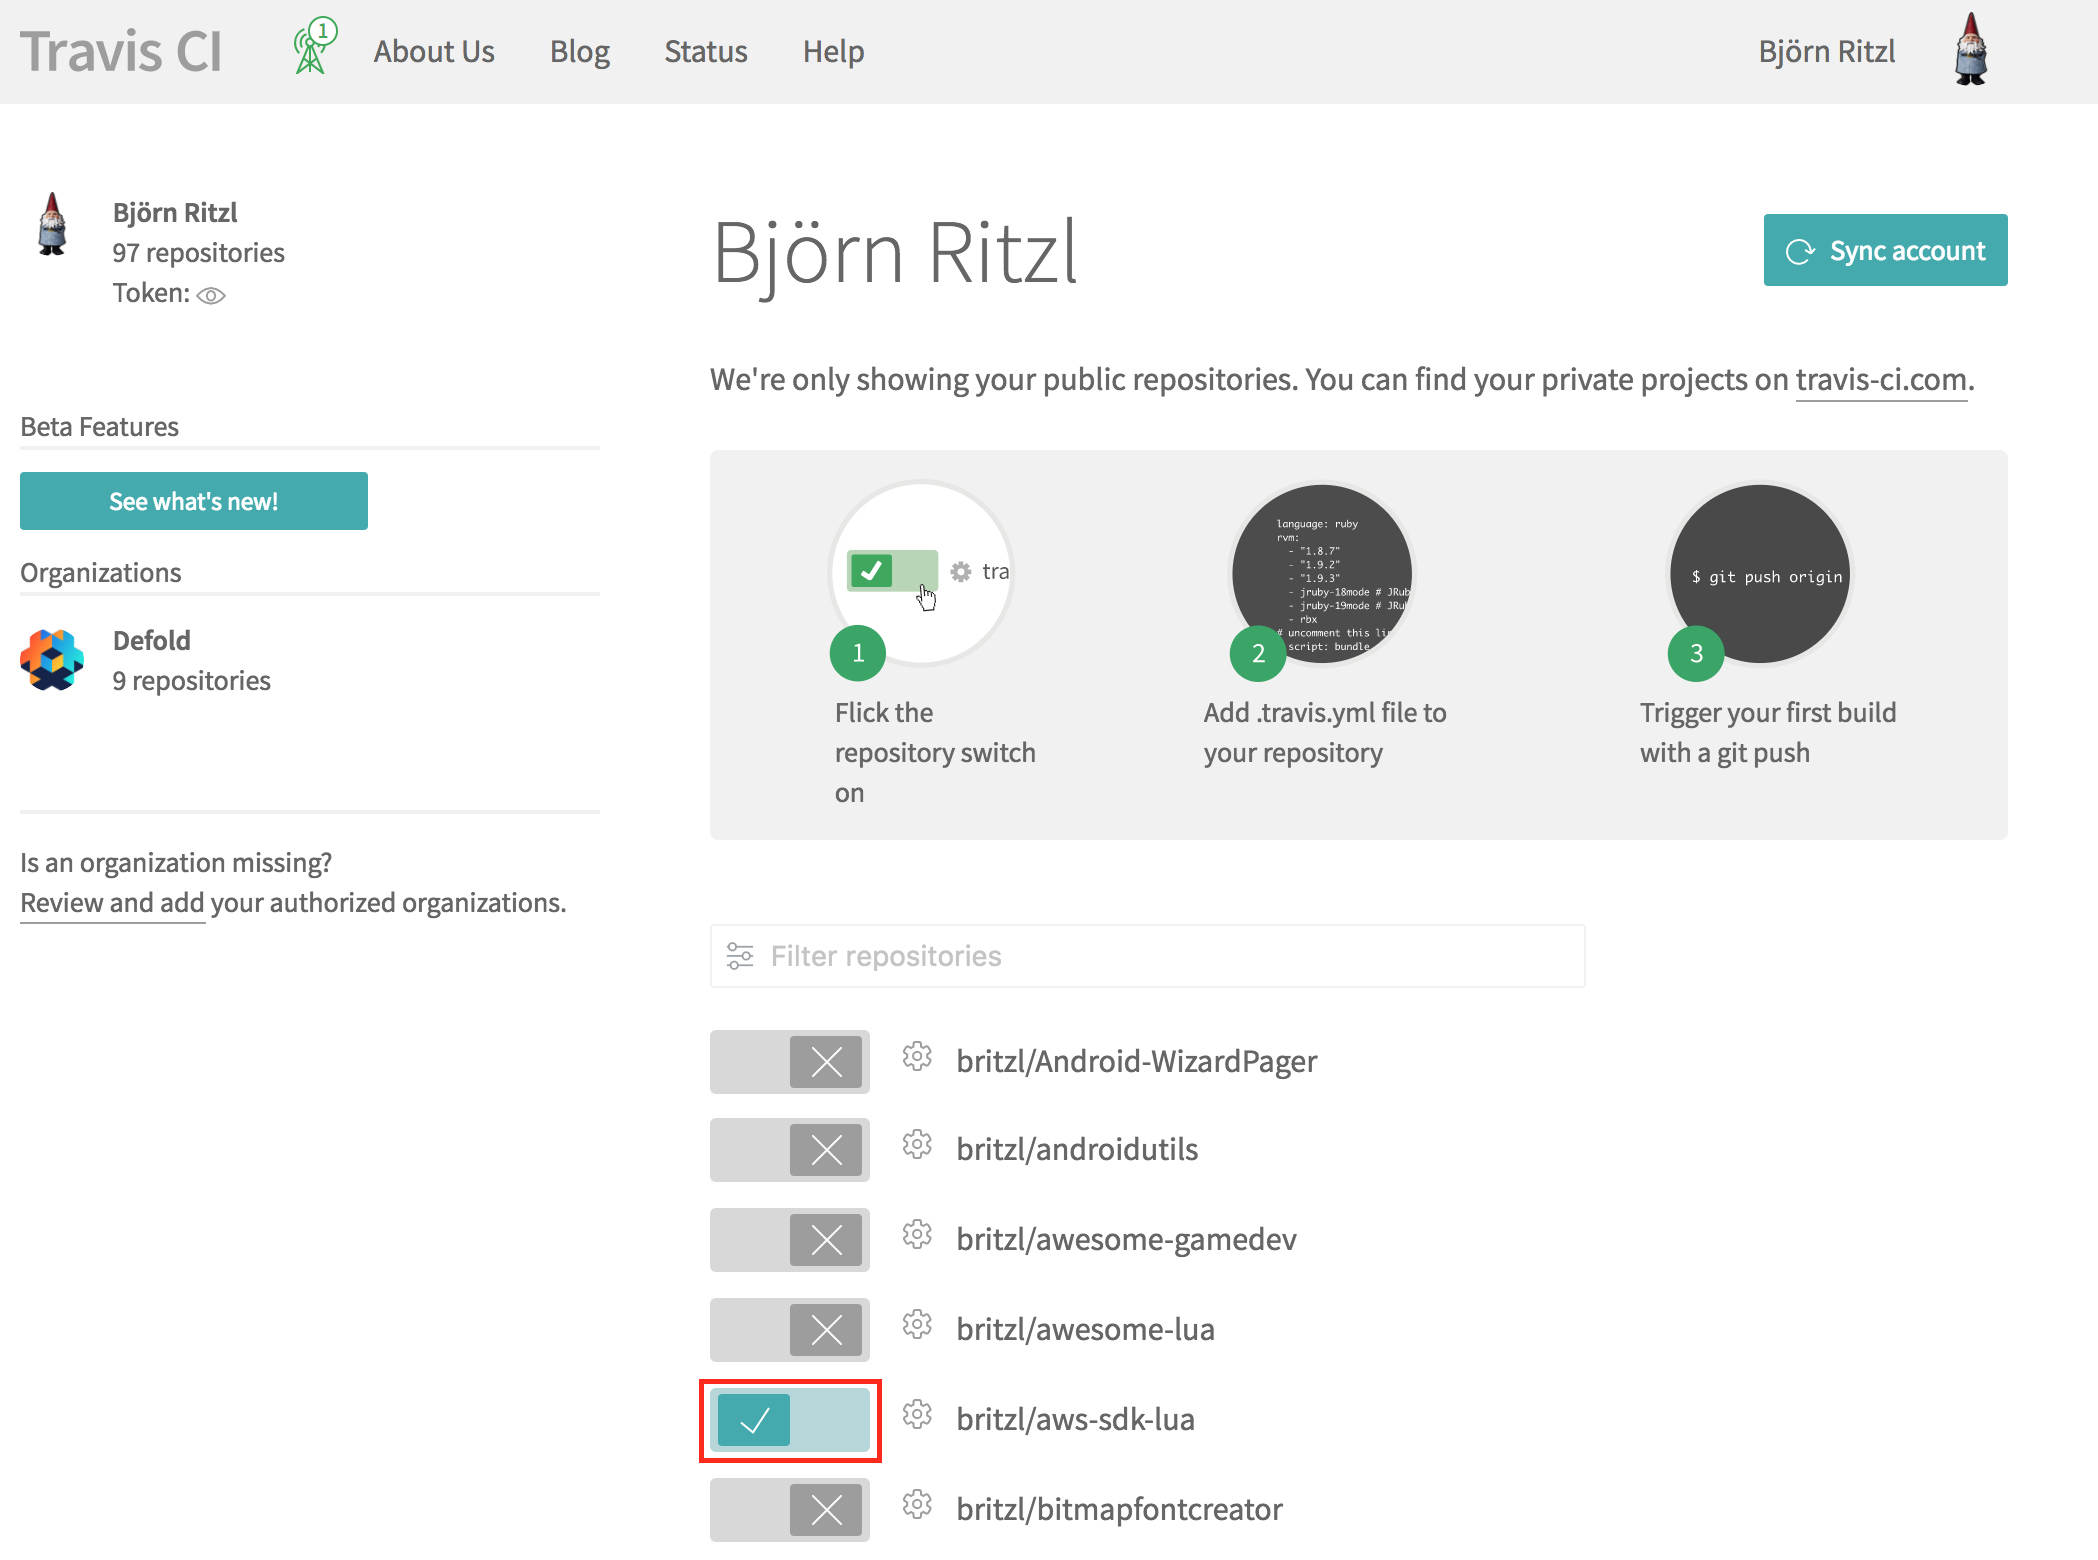 Travis CI
1
About Us
Blog
Status
Help
Björn Ritzl
Björn Ritzl
97 repositories
Token:
Beta Features
See what's new!
Organizations
Defold
9 repositories
Is an organization missing?
Review and add your authorized organizations.
Björn Ritzl
Sync account
We're only showing your public repositories. You can find your private projects on travis-ci.com.
tra
1
Flick the
repository switch
on
language: ruby
rvm:
- "1.8.7"
- "1.9.2"
- "1.9.3"
- jruby-18mode # JRub
- jruby-19mode # JRu
- rbx
# uncomment this li
script: bundle
2
Add .travis.yml file to
your repository
$ git push origin
3
Trigger your first build
with a git push
Filter repositories
britzl/Android-WizardPager
britzl/androidutils
britzl/awesome-gamedev
britzl/awesome-lua
britzl/aws-sdk-lua
britzl/bitmapfontcreator